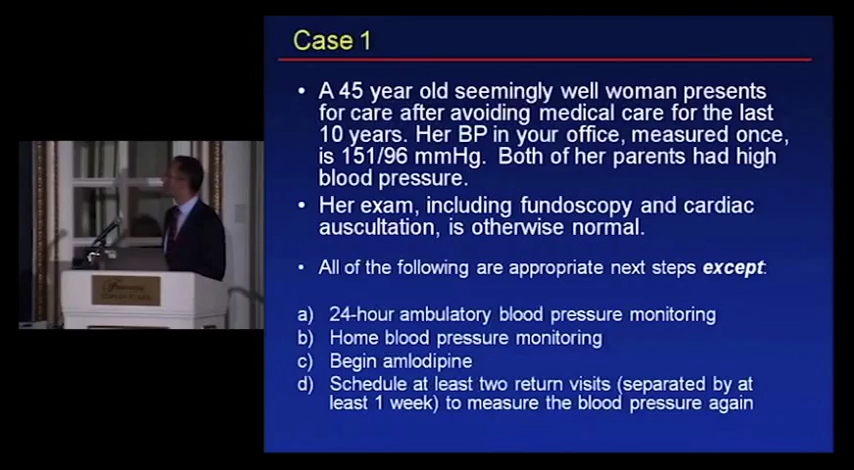 Case 1
• A 45 year old seemingly well woman presents
for care after avoiding medical care for the last
10 years. Her BP in your office, measured once,
is 151/96 mmHg. Both of her parents had high
blood pressure.
• Her exam, including fundoscopy and cardiac
auscultation, is otherwise normal.
• All of the following are appropriate next steps except:
a) 24-hour ambulatory blood pressure monitoring
b) Home blood pressure monitoring
c) Begin amlodipine
d) Schedule at least two return visits (separated by at
least 1 week) to measure the blood pressure again